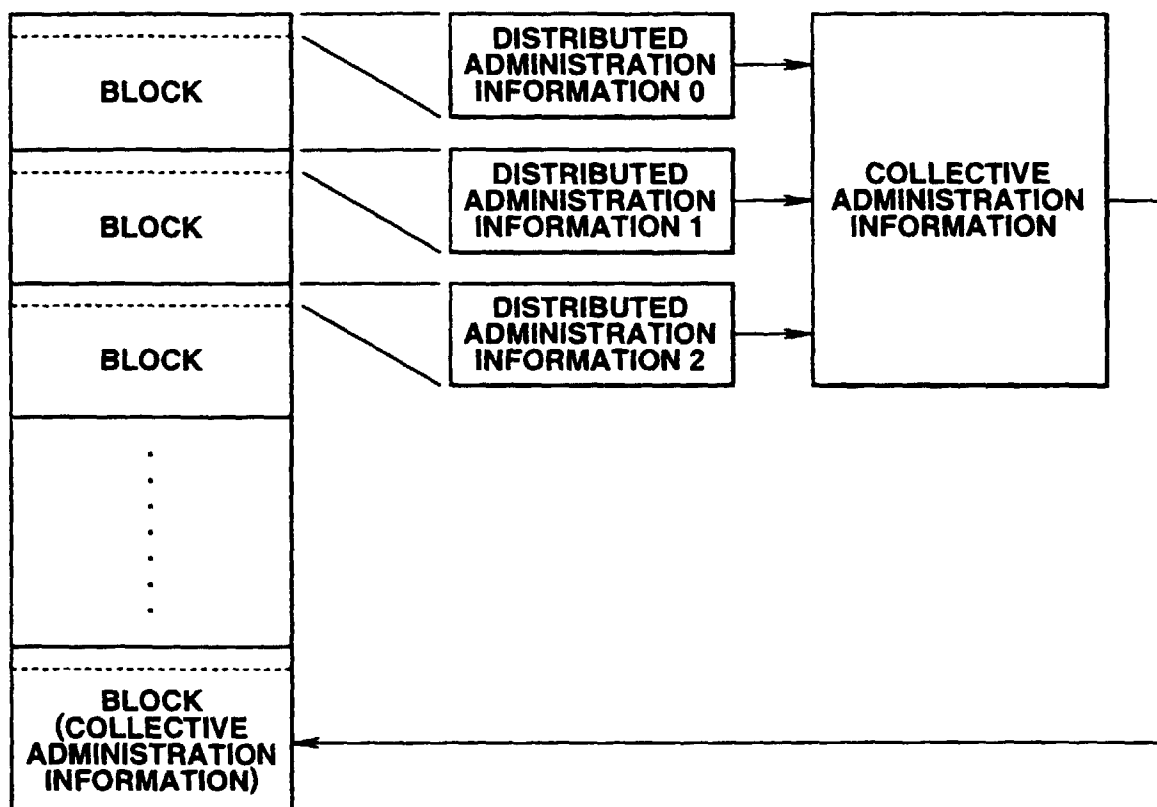 BLOCK
DISTRIBUTED
ADMINISTRATION
INFORMATION 0
BLOCK
DISTRIBUTED
ADMINISTRATION
INFORMATION 1
BLOCK
DISTRIBUTED
ADMINISTRATION
INFORMATION 2
COLLECTIVE
ADMINISTRATION
INFORMATION
BLOCK
(COLLECTIVE
ADMINISTRATION
INFORMATION)